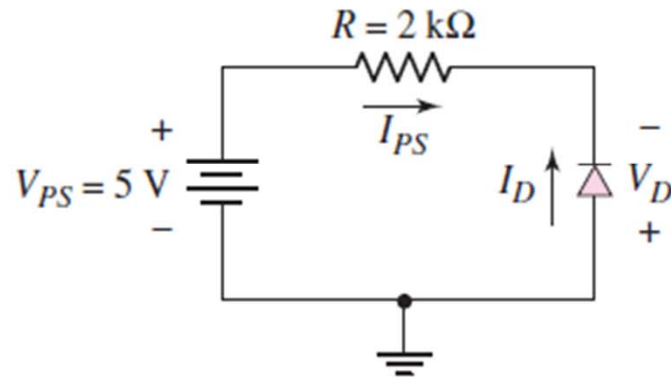 R = 2 kΩ
+
I_PS
−
V_PS = 5 V
I_D
V_D
−
+